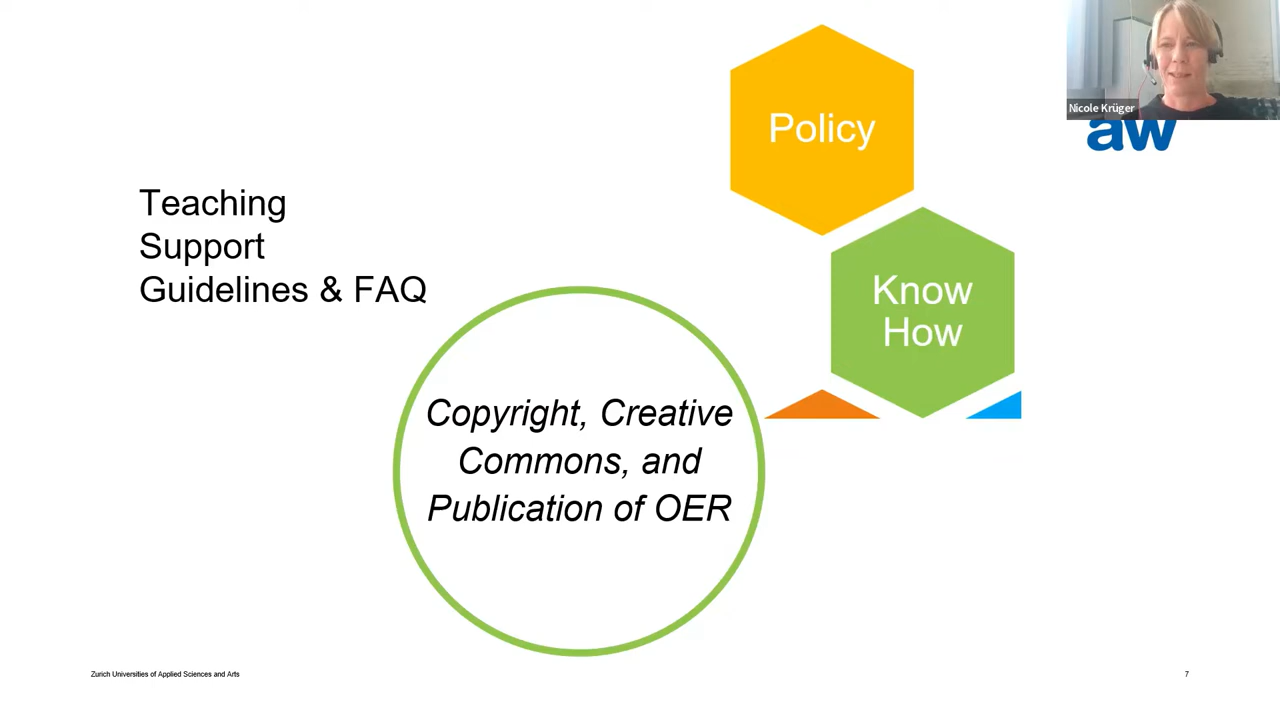 Policy
Nicole Krüger
aw
Teaching
Support
Guidelines & FAQ
Know
How
Copyright, Creative
Commons, and
Publication of OER
Zurich Universities of Applied Sciences and Arts
7